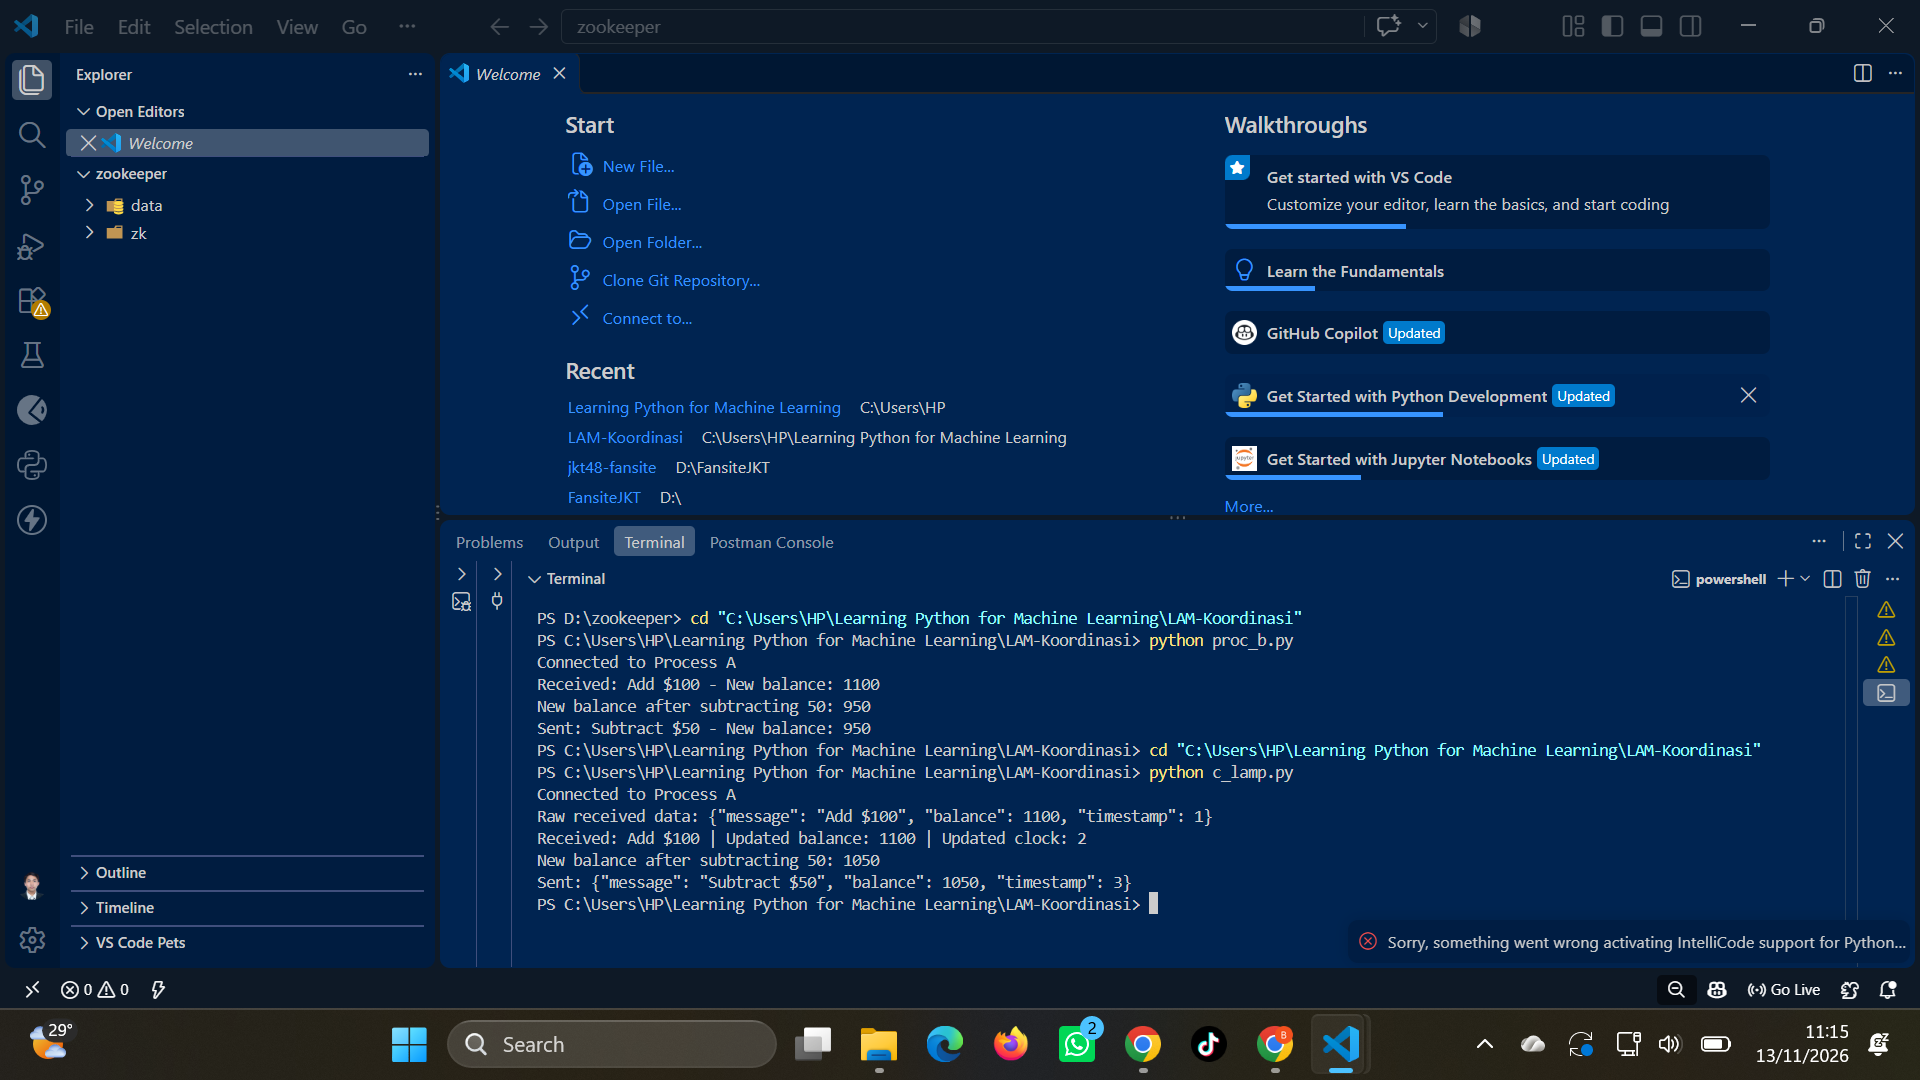 File Edit Selection View Go ···
zookeeper
Explorer
Open Editors
Welcome
zookeeper
data
zk
Outline
Timeline
VS Code Pets
Welcome
Start
New File...
Open File...
Open Folder...
Clone Git Repository...
Connect to...
Recent
Learning Python for Machine Learning C:\Users\HP
LAM-Koordinasi C:\Users\HP\Learning Python for Machine Learning
jkt48-fansite D:\FansiteJKT
FansiteJKT D:\
Walkthroughs
Get started with VS Code
Customize your editor, learn the basics, and start coding
Learn the Fundamentals
GitHub Copilot Updated
Get Started with Python Development Updated
Get Started with Jupyter Notebooks Updated
More...
Problems Output Terminal Postman Console
Terminal
powershell
PS D:\zookeeper> cd "C:\Users\HP\Learning Python for Machine Learning\LAM-Koordinasi"
PS C:\Users\HP\Learning Python for Machine Learning\LAM-Koordinasi> python proc_b.py
Connected to Process A
Received: Add $100 - New balance: 1100
New balance after subtracting 50: 950
Sent: Subtract $50 - New balance: 950
PS C:\Users\HP\Learning Python for Machine Learning\LAM-Koordinasi> cd "C:\Users\HP\Learning Python for Machine Learning\LAM-Koordinasi"
PS C:\Users\HP\Learning Python for Machine Learning\LAM-Koordinasi> python c_lamp.py
Connected to Process A
Raw received data: {"message": "Add $100", "balance": 1100, "timestamp": 1}
Received: Add $100 | Updated balance: 1100 | Updated clock: 2
New balance after subtracting 50: 1050
Sent: {"message": "Subtract $50", "balance": 1050, "timestamp": 3}
PS C:\Users\HP\Learning Python for Machine Learning\LAM-Koordinasi>
Sorry, something went wrong activating IntelliCode support for Python...
0 0
Go Live
29°
Search
2
B
11:15
13/11/2026